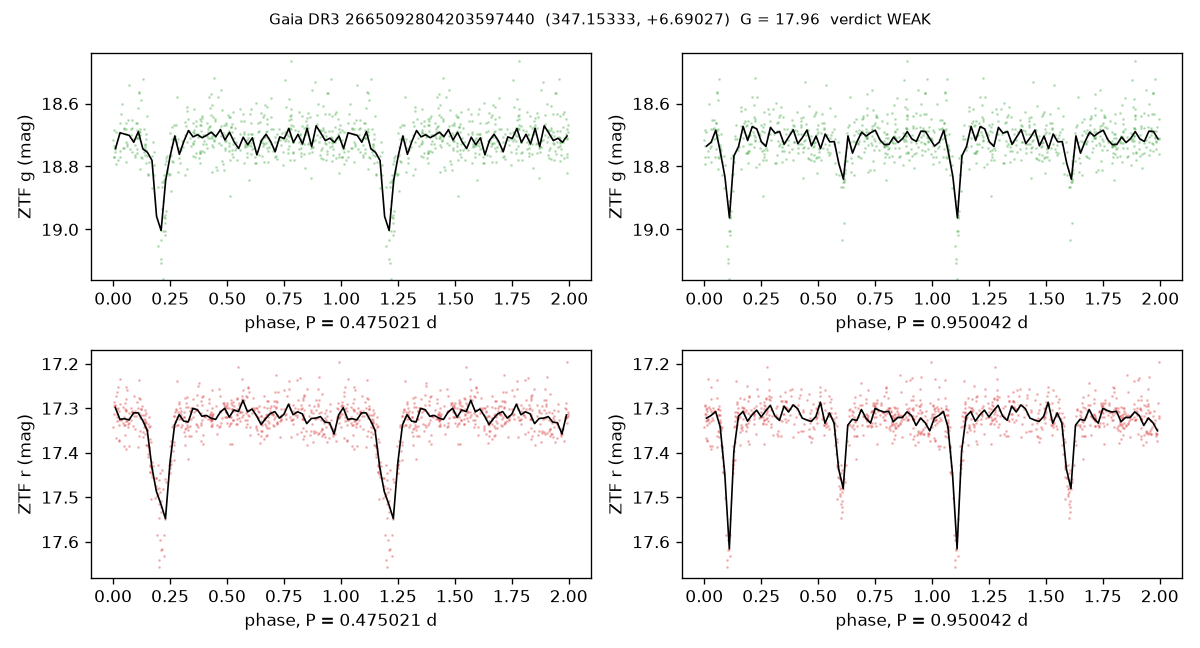 Gaia DR3 2665092804203597440 (347.15333, +6.69027) G = 17.96 verdict WEAK
ZTF g (mag)
18.6
18.8
19.0
0.00 0.25 0.50 0.75 1.00 1.25 1.50 1.75 2.00
phase, P = 0.475021 d
ZTF g (mag)
18.6
18.8
19.0
0.00 0.25 0.50 0.75 1.00 1.25 1.50 1.75 2.00
phase, P = 0.950042 d
ZTF r (mag)
17.2
17.3
17.4
17.5
17.6
0.00 0.25 0.50 0.75 1.00 1.25 1.50 1.75 2.00
phase, P = 0.475021 d
ZTF r (mag)
17.2
17.3
17.4
17.5
17.6
0.00 0.25 0.50 0.75 1.00 1.25 1.50 1.75 2.00
phase, P = 0.950042 d